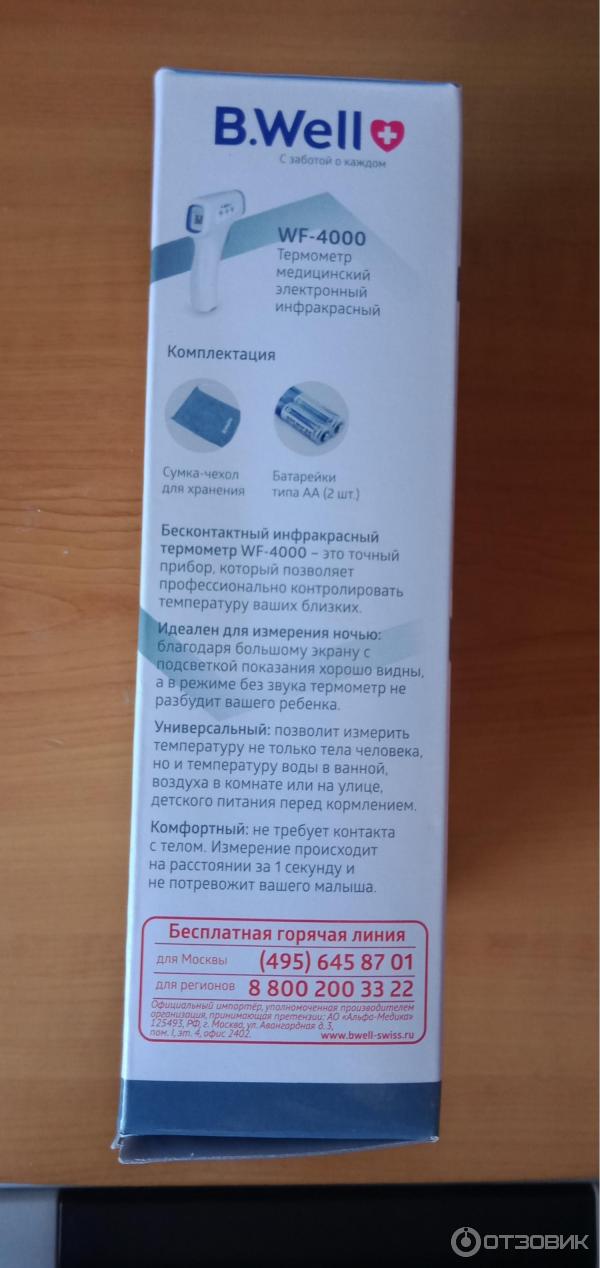 B.Well
С заботой о каждом
WF-4000
Термометр
медицинский
электронный
инфракрасный
Комплектация
Сумка-чехол
для хранения
Батарейки
типа АА (2 шт.)
Бесконтактный инфракрасный
термометр WF-4000 – это точный
прибор, который позволяет
профессионально контролировать
температуру ваших близких.
Идеален для измерения ночью:
благодаря большому экрану с
подсветкой показания хорошо видны,
а в режиме без звука термометр не
разбудит вашего ребенка.
Универсальный: позволит измерить
температуру не только тела человека,
но и температуру воды в ванной,
воздуха в комнате или на улице,
детского питания перед кормлением.
Комфортный: не требует контакта
с телом. Измерение происходит
на расстоянии за 1 секунду и
не потревожит вашего малыша.
Бесплатная горячая линия
для Москвы (495) 645 87 01
для регионов 8 800 200 33 22
Официальный импортёр, уполномоченная производителем
организация, принимающая претензии: АО «Альфа-Медика»
125493, РФ, г. Москва, ул. Авангардная д. 3,
пом. I, эт. 4, офис 2402. www.bwell-swiss.ru
ОТЗОВИК